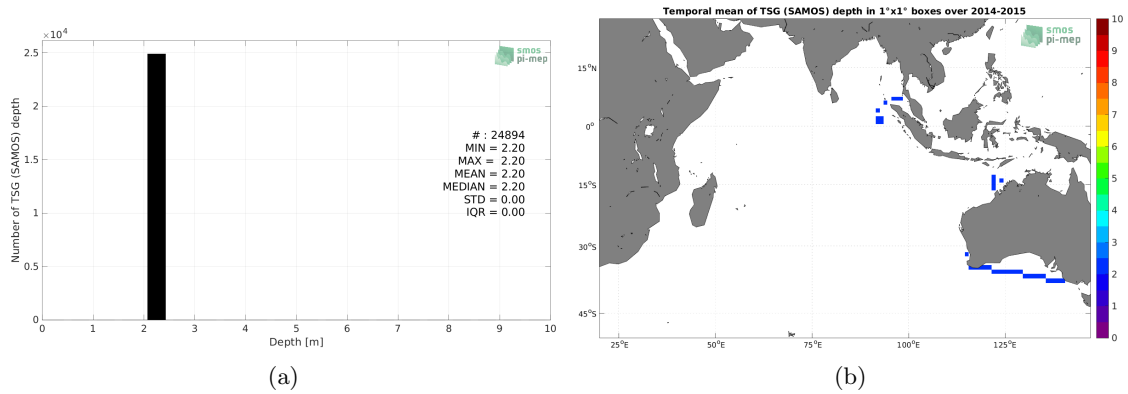 ×10⁴
2.5
2
1.5
1
0.5
0
0 1 2 3 4 5 6 7 8 9 10
Number of TSG (SAMOS) depth
Depth [m]
smos
pi-mep
# : 24894
MIN = 2.20
MAX = 2.20
MEAN = 2.20
MEDIAN = 2.20
STD = 0.00
IQR = 0.00
(a)
Temporal mean of TSG (SAMOS) depth in 1°x1° boxes over 2014-2015
smos
pi-mep
15°N
0°
15°S
30°S
45°S
25°E 50°E 75°E 100°E 125°E
10
9
8
7
6
5
4
3
2
1
0
(b)